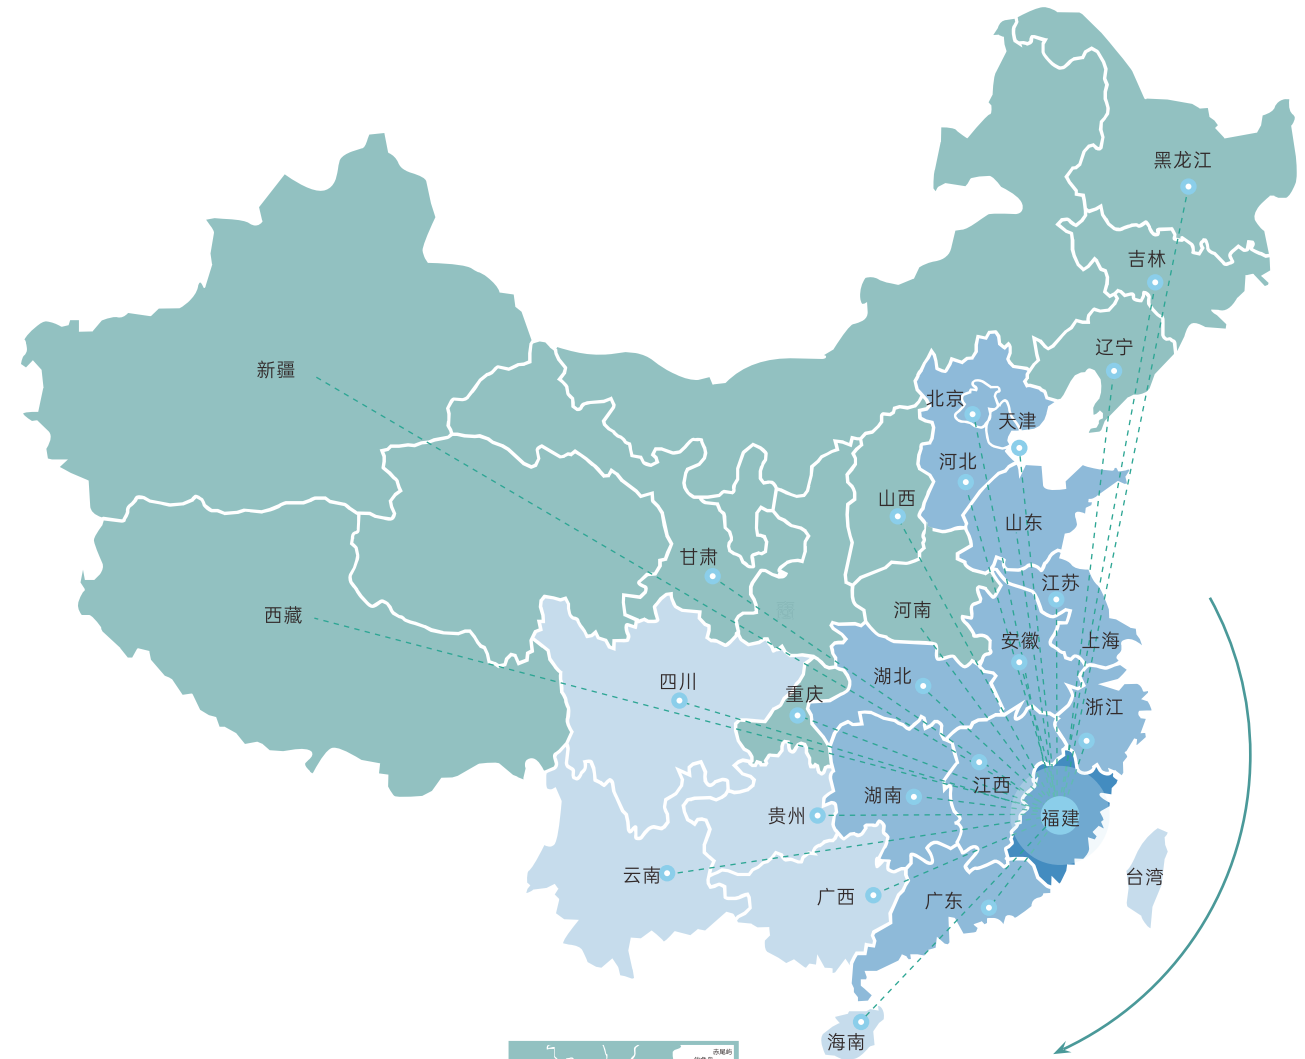 黑龙江
吉林
辽宁
新疆
北京
天津
河北
山西
山东
甘肃
江苏
西藏
河南
安徽
上海
湖北
四川
重庆
浙江
江西
湖南
贵州
福建
云南
台湾
广西
广东
海南
赤尾屿